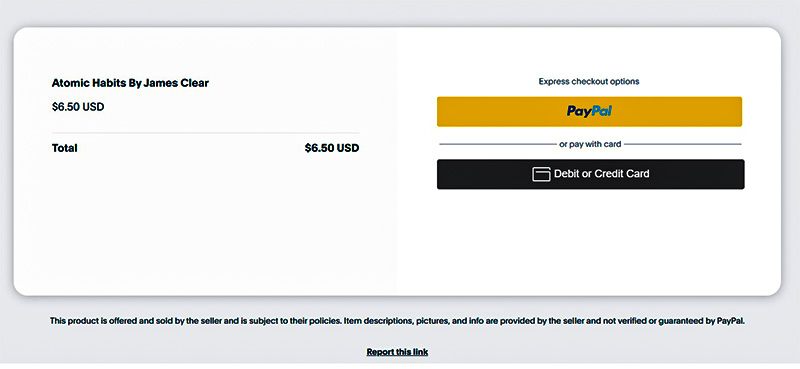 Atomic Habits By James Clear
$6.50 USD
Total $6.50 USD
Express checkout options
PayPal
or pay with card
Debit or Credit Card
This product is offered and sold by the seller and is subject to their policies. Item descriptions, pictures, and info are provided by the seller and not verified or guaranteed by PayPal.
Report this link